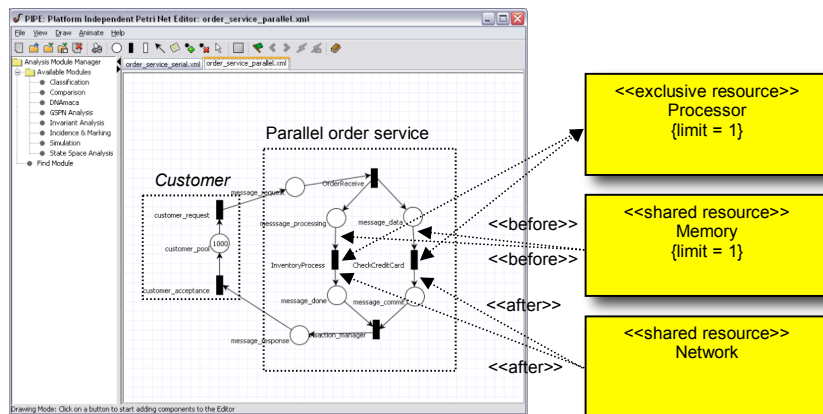 PIPE: Platform Independent Petri Net Editor: order_service_parallel.xml
File View Draw Animate Help
Analysis Module Manager
Available Modules
Classification
Comparison
DNAmaca
GSPN Analysis
Invariant Analysis
Incidence & Marking
Simulation
State Space Analysis
Find Module
order_service_serial.xml
order_service_parallel.xml
Parallel order service
Customer
message_request
OrderReceive
customer_request
messsage_processing
message_data
customer_pool
1000
InventoryProcess
CheckCreditCard
customer_acceptance
message_done
message_commit
message_response
saction_manager
<<before>>
<<before>>
<<after>>
<<after>>
<<exclusive resource>>
Processor
{limit = 1}
<<shared resource>>
Memory
{limit = 1}
<<shared resource>>
Network
Drawing Mode: Click on a button to start adding components to the Editor